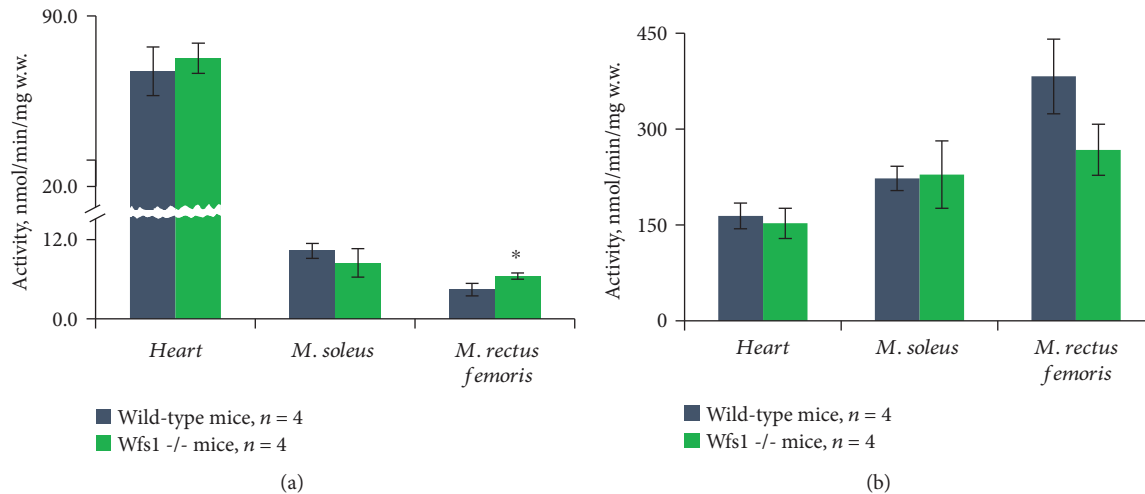 Activity, nmol/min/mg w.w.
90.0
20.0
12.0
0.0
*
Heart
M. soleus
M. rectus
femoris
Wild-type mice, n = 4
Wfs1 -/- mice, n = 4
(a)
Activity, nmol/min/mg w.w.
450
300
150
0
Heart
M. soleus
M. rectus
femoris
Wild-type mice, n = 4
Wfs1 -/- mice, n = 4
(b)